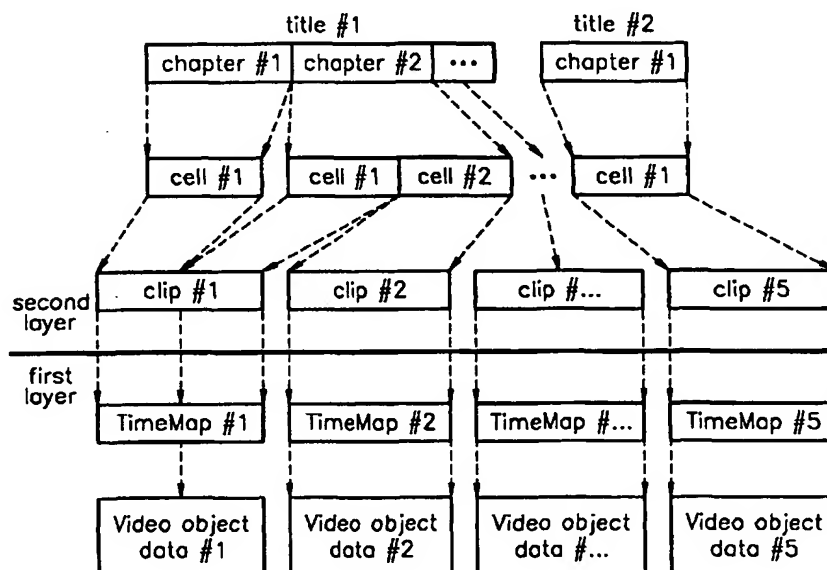 title #1 title #2
chapter #1 chapter #2 ••• chapter #1
cell #1 cell #1 cell #2 ••• cell #1
clip #1 clip #2 clip #... clip #5
second
layer
first
layer
TimeMap #1 TimeMap #2 TimeMap #... TimeMap #5
Video object Video object Video object Video object
data #1 data #2 data #... data #5